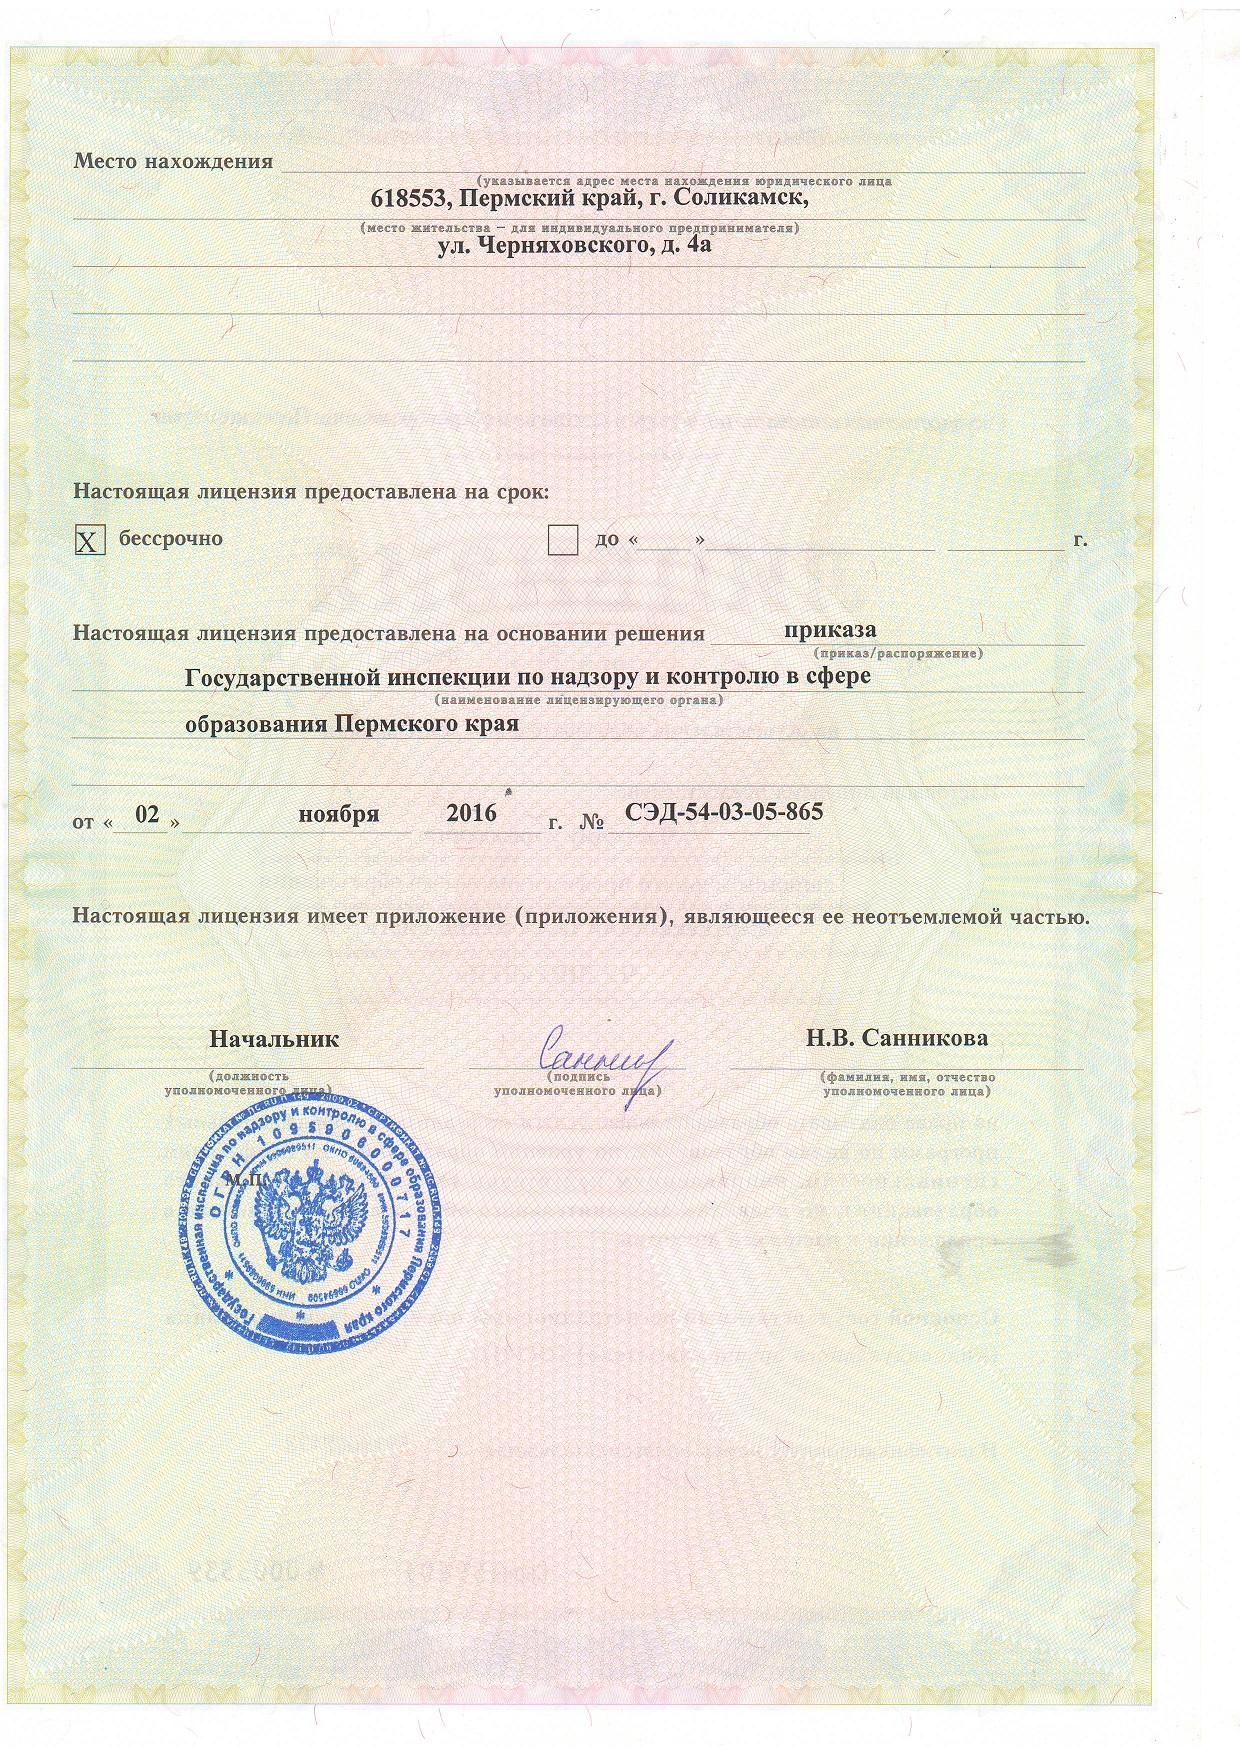 Место нахождения
(указывается адрес места нахождения юридического лица
618553, Пермский край, г. Соликамск,
(место жительства – для индивидуального предпринимателя)
ул. Черняховского, д. 4а
Настоящая лицензия предоставлена на срок:
X бессрочно до « » г.
Настоящая лицензия предоставлена на основании решения приказа
(приказ/распоряжение)
Государственной инспекции по надзору и контролю в сфере
(наименование лицензирующего органа)
образования Пермского края
от « 02 » ноября 2016 г. № СЭД-54-03-05-865
Настоящая лицензия имеет приложение (приложения), являющееся ее неотъемлемой частью.
Начальник Н.В. Санникова
(должность уполномоченного лица) (подпись уполномоченного лица) (фамилия, имя, отчество уполномоченного лица)
М.П.
Государственная инспекция по надзору и контролю в сфере образования Пермского края
ОГРН 1095906000717